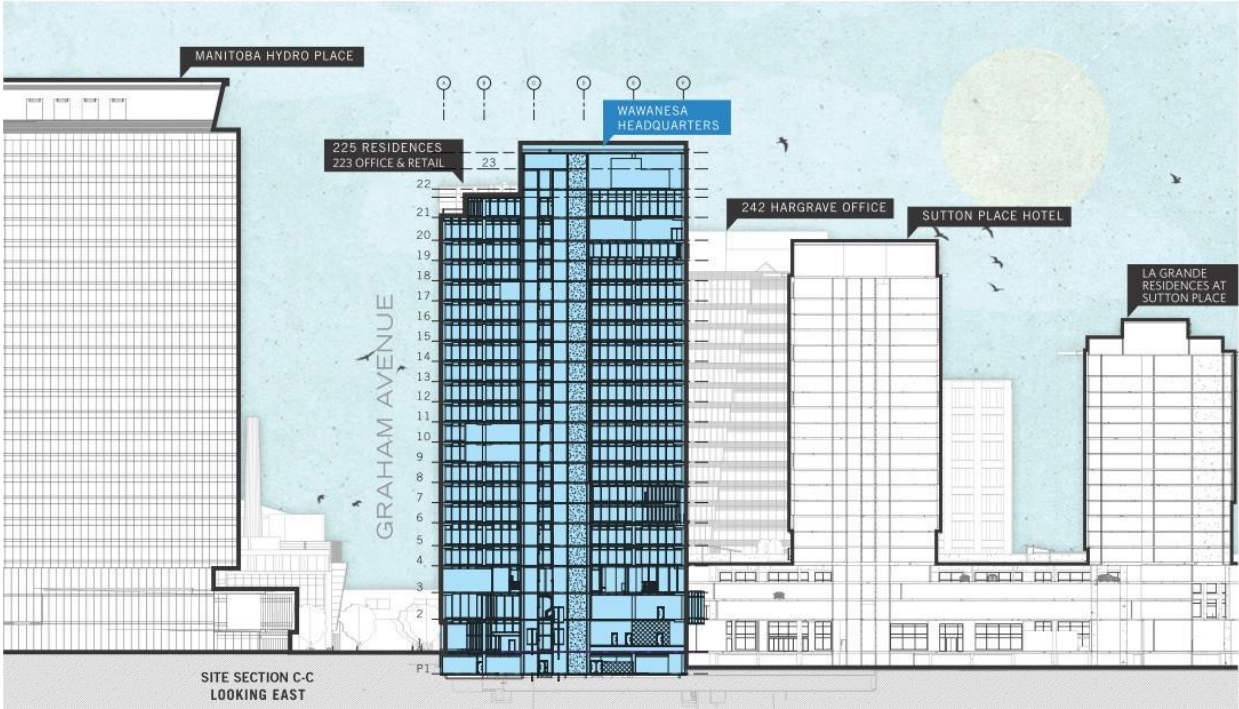 MANITOBA HYDRO PLACE
A
B
C
E
F
WAWANESA
HEADQUARTERS
225 RESIDENCES
223 OFFICE & RETAIL
23
22
21
20
19
18
17
16
15
14
13
12
11
10
9
8
7
6
5
4
3
2
1
P1
242 HARGRAVE OFFICE
SUTTON PLACE HOTEL
LA GRANDE
RESIDENCES AT
SUTTON PLACE
GRAHAM AVENUE
SITE SECTION C-C
LOOKING EAST